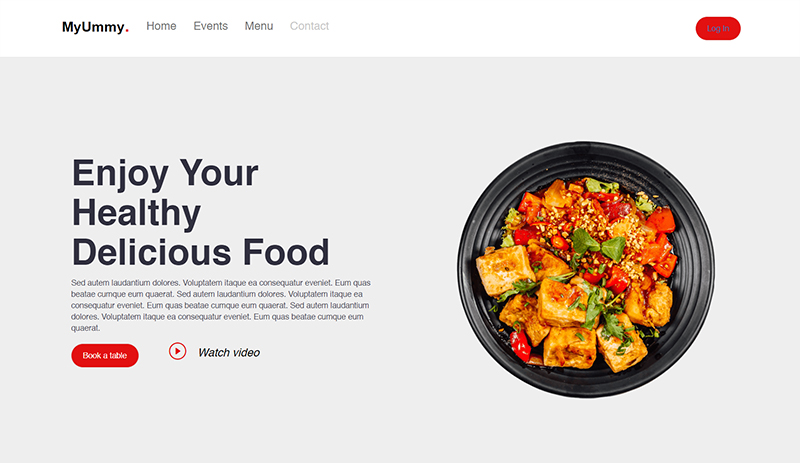 MyUmmy. Home Events Menu Contact Log In
Enjoy Your
Healthy
Delicious Food
Sed autem laudantium dolores. Voluptatem itaque ea consequatur eveniet. Eum quas
beatae cumque eum quaerat. Sed autem laudantium dolores. Voluptatem itaque ea
consequatur eveniet. Eum quas beatae cumque eum quaerat. Sed autem laudantium
dolores. Voluptatem itaque ea consequatur eveniet. Eum quas beatae cumque eum
quaerat.
Book a table Watch video